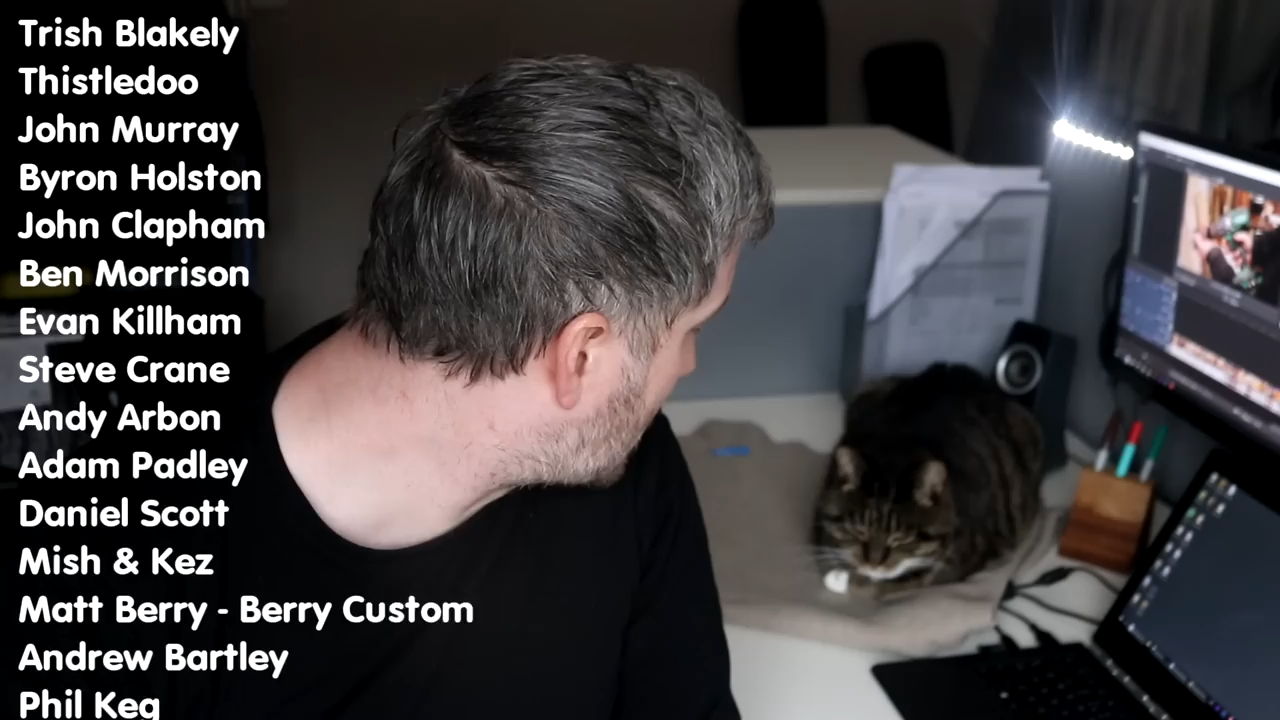 Trish Blakely
Thistledoo
John Murray
Byron Holston
John Clapham
Ben Morrison
Evan Killham
Steve Crane
Andy Arbon
Adam Padley
Daniel Scott
Mish & Kez
Matt Berry - Berry Custom
Andrew Bartley
Phil Keg